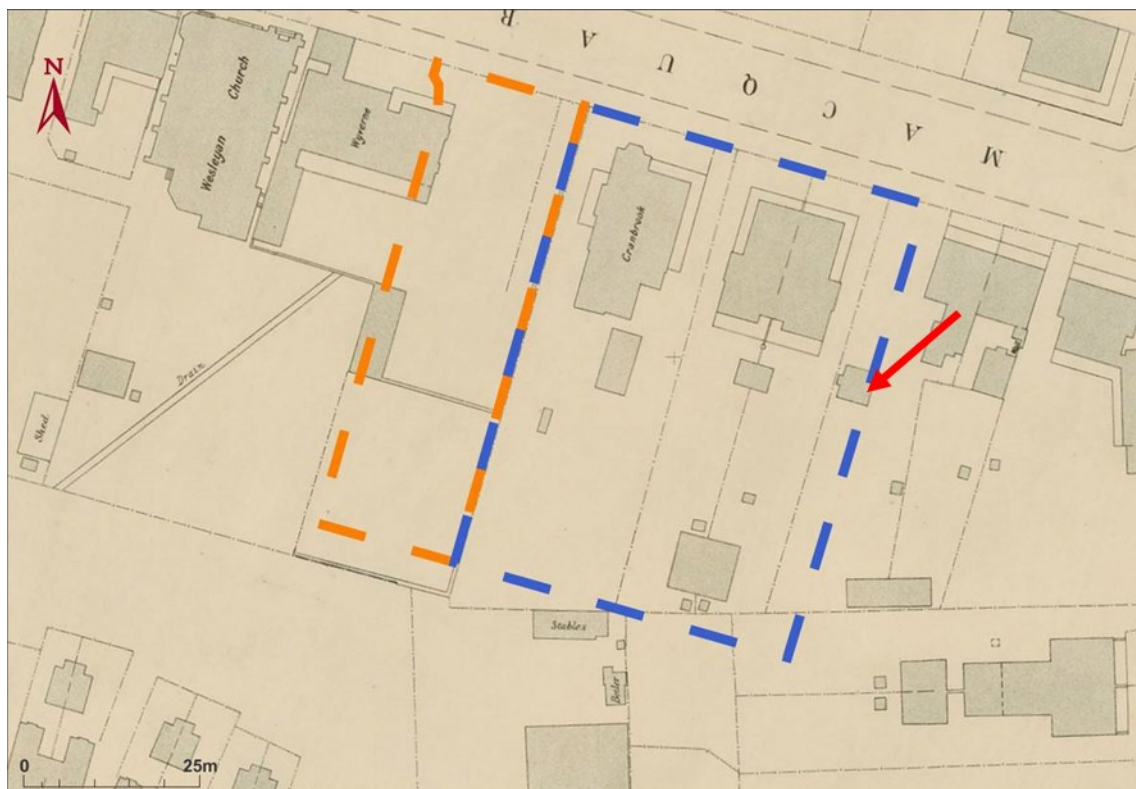 N
MACQUAR
Wesleyan Church
Wyverne
Cranbrook
Drain
Shed
Stables
Boiler
0 25m